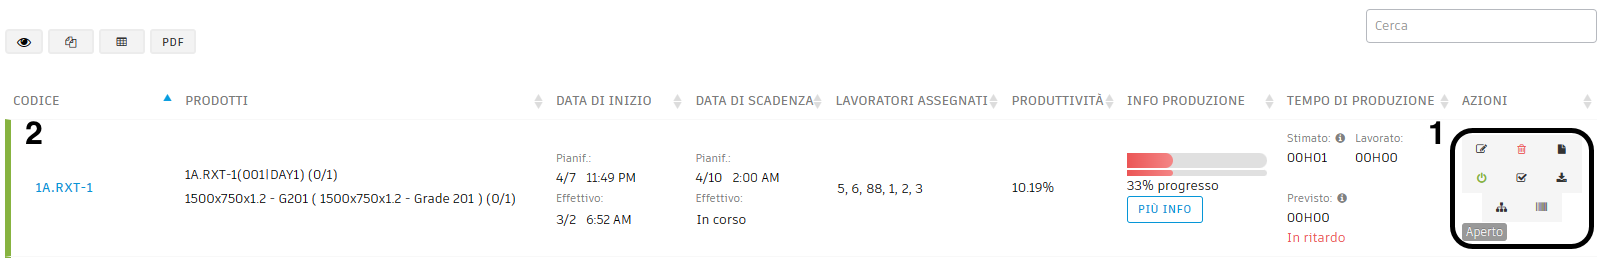 Cerca
PDF
CODICE PRODOTTI DATA DI INIZIO DATA DI SCADENZA LAVORATORI ASSEGNATI PRODUTTIVITÀ INFO PRODUZIONE TEMPO DI PRODUZIONE AZIONI
2
1A.RXT-1
1A.RXT-1(001|DAY1) (0/1)
1500x750x1.2 - G201 ( 1500x750x1.2 - Grade 201 ) (0/1)
Pianif.:
4/7 11:49 PM
Effettivo:
3/2 6:52 AM
Pianif.:
4/10 2:00 AM
Effettivo:
In corso
5, 6, 88, 1, 2, 3
10.19%
33% progresso
PIÙ INFO
Stimato: Lavorato:
00H01 00H00
Previsto:
00H00
In ritardo
1
Aperto